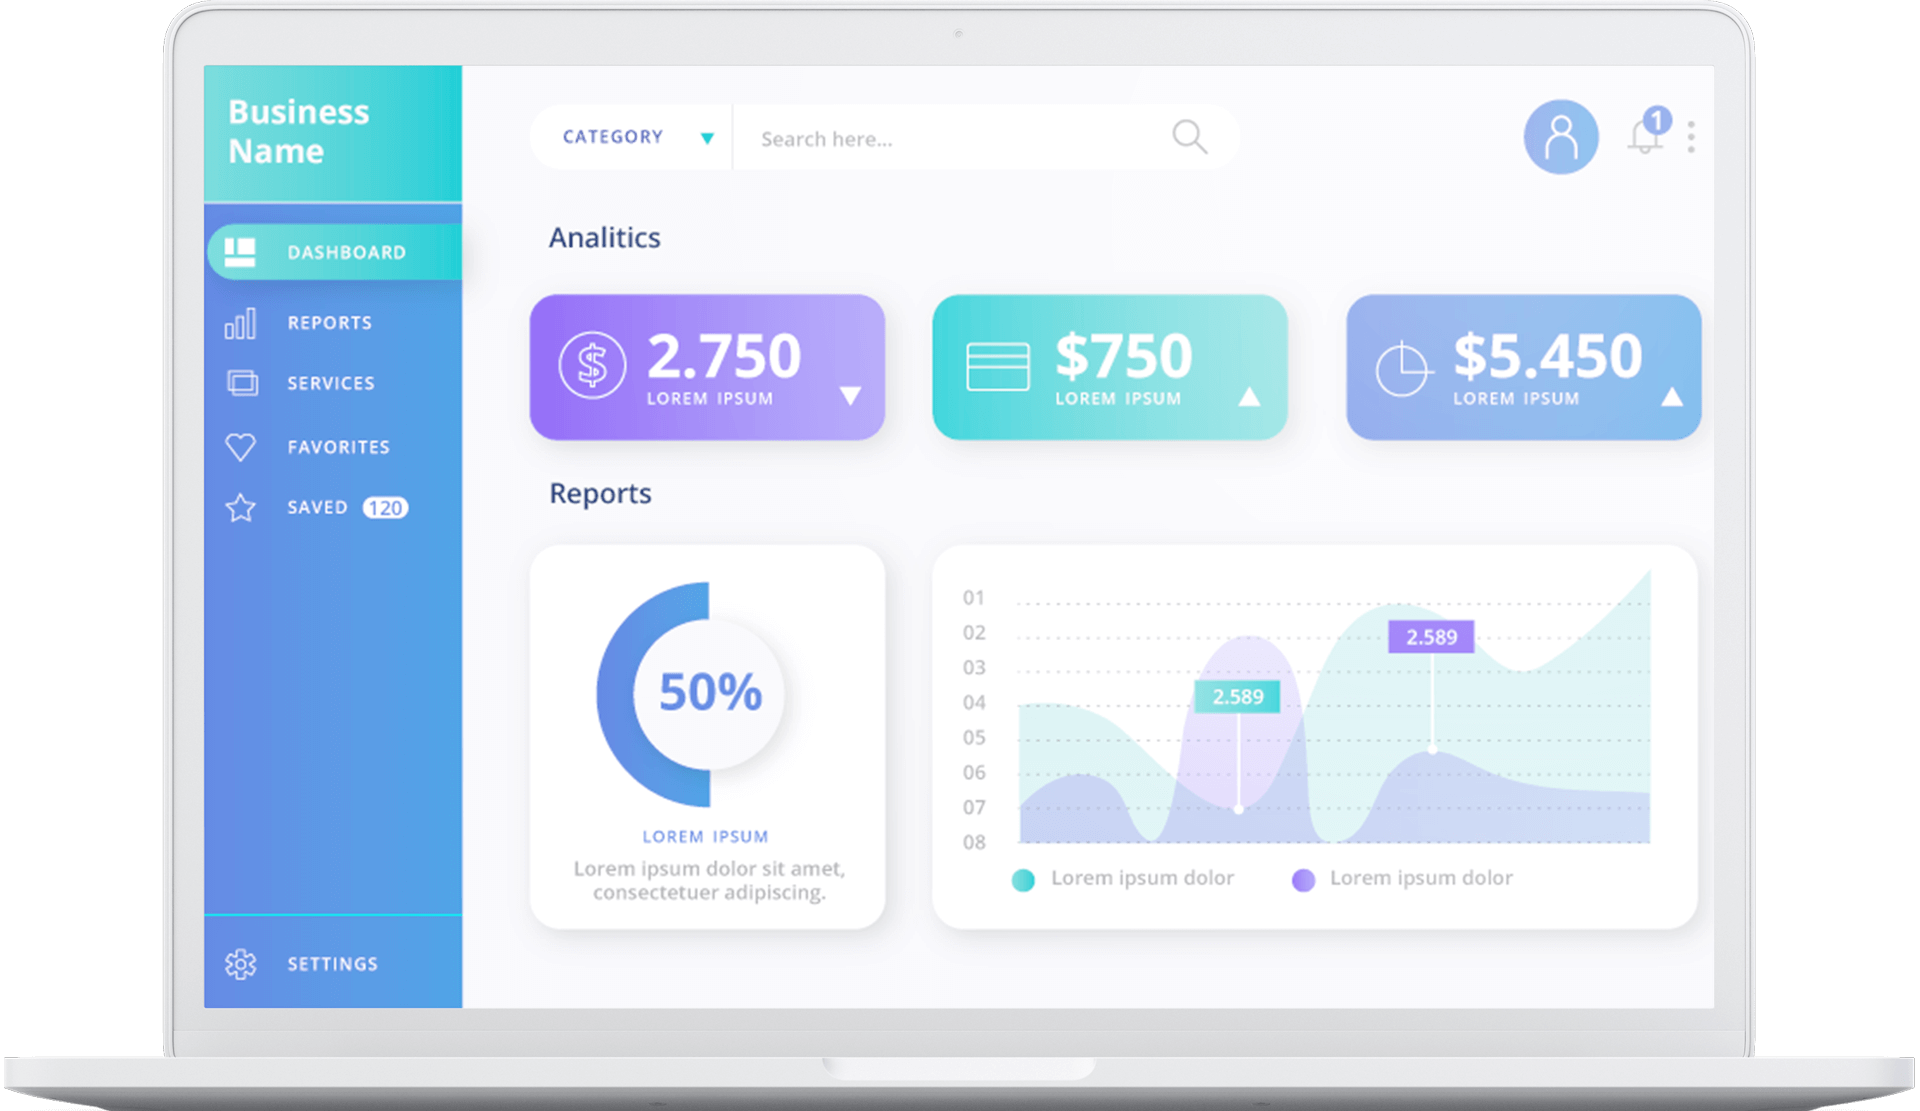 Business
Name
CATEGORY
Search here...
1
DASHBOARD
REPORTS
SERVICES
FAVORITES
SAVED 120
SETTINGS
Analitics
2.750
LOREM IPSUM
$750
LOREM IPSUM
$5.450
LOREM IPSUM
Reports
50%
LOREM IPSUM
Lorem ipsum dolor sit amet,
consectetuer adipiscing.
01
02
03
04
05
06
07
08
2.589
2.589
Lorem ipsum dolor
Lorem ipsum dolor